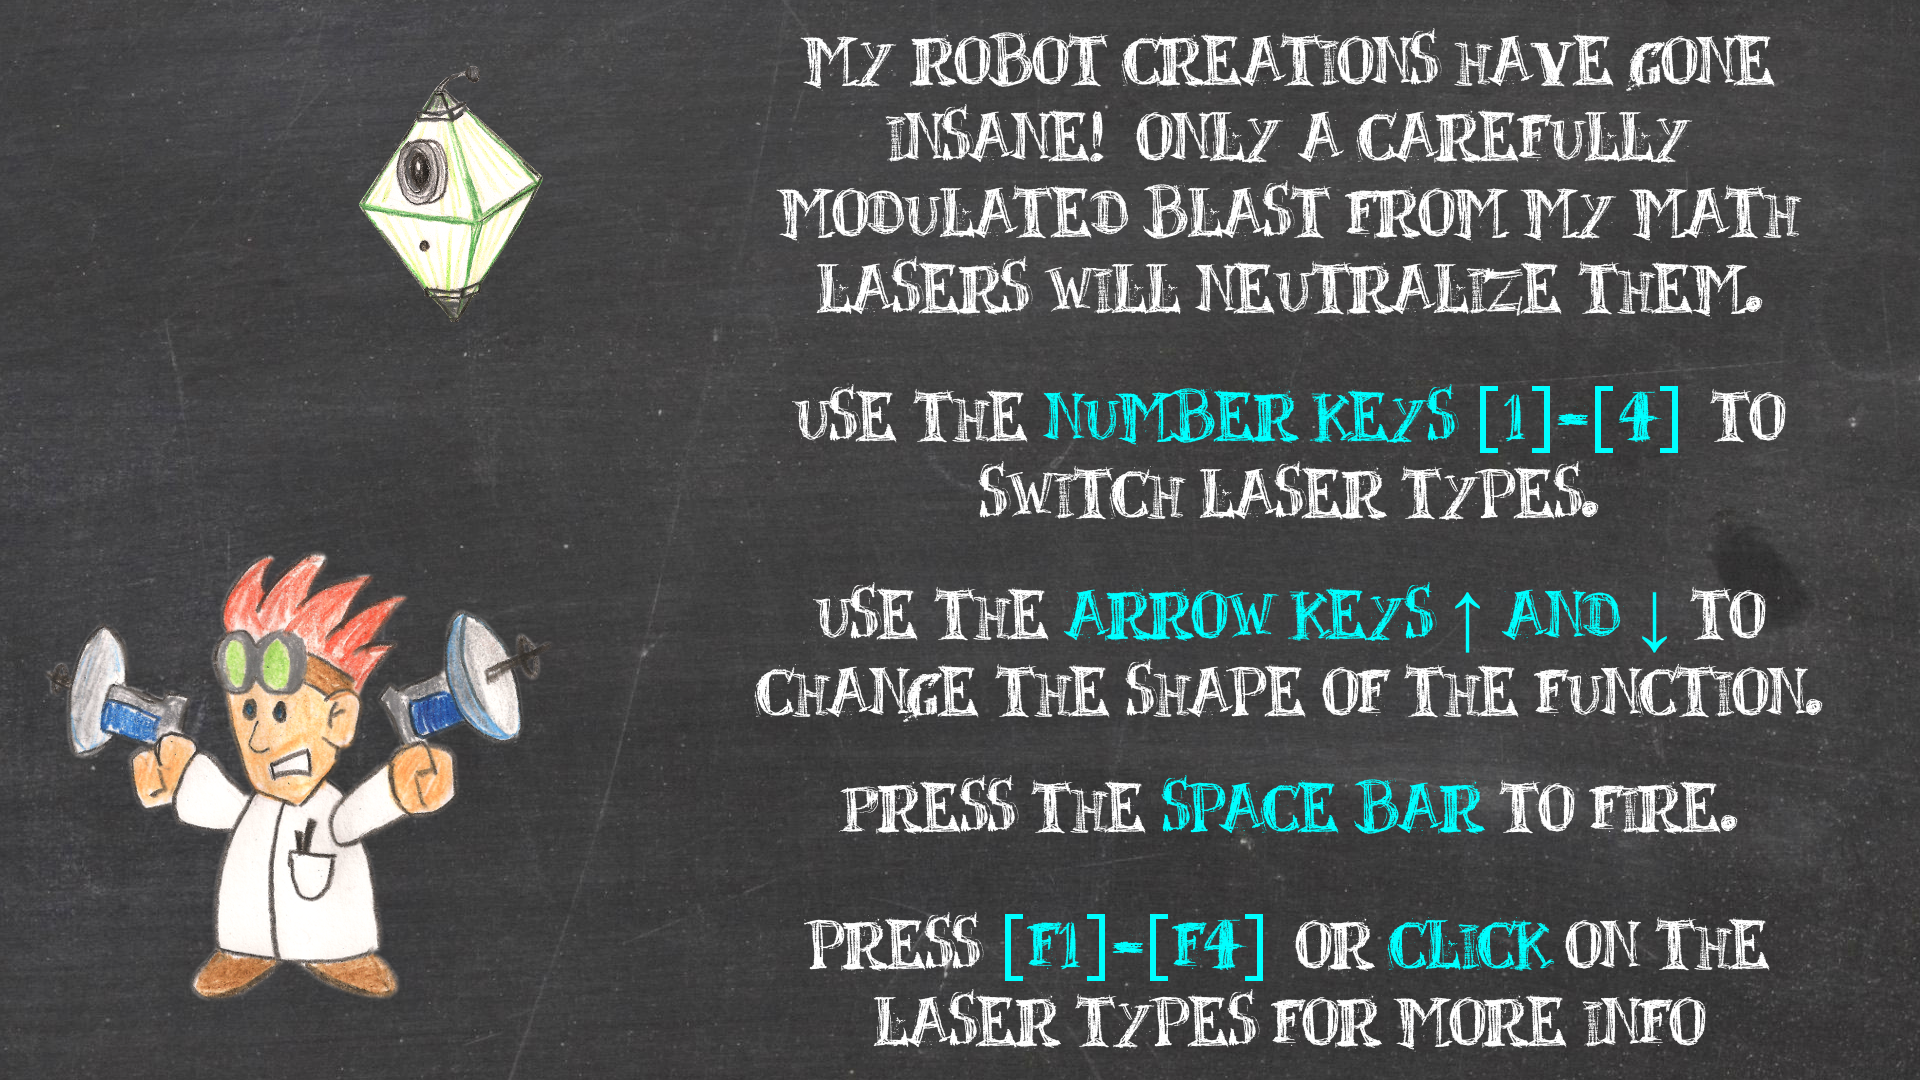 MY ROBOT CREATIONS HAVE GONE
INSANE! ONLY A CAREFULLY
MODULATED BLAST FROM MY MATH
LASERS WILL NEUTRALIZE THEM.
USE THE NUMBER KEYS [1]-[4] TO
SWITCH LASER TYPES.
USE THE ARROW KEYS ↑ AND ↓ TO
CHANGE THE SHAPE OF THE FUNCTION.
PRESS THE SPACE BAR TO FIRE.
PRESS [F1]-[F4] OR CLICK ON THE
LASER TYPES FOR MORE INFO